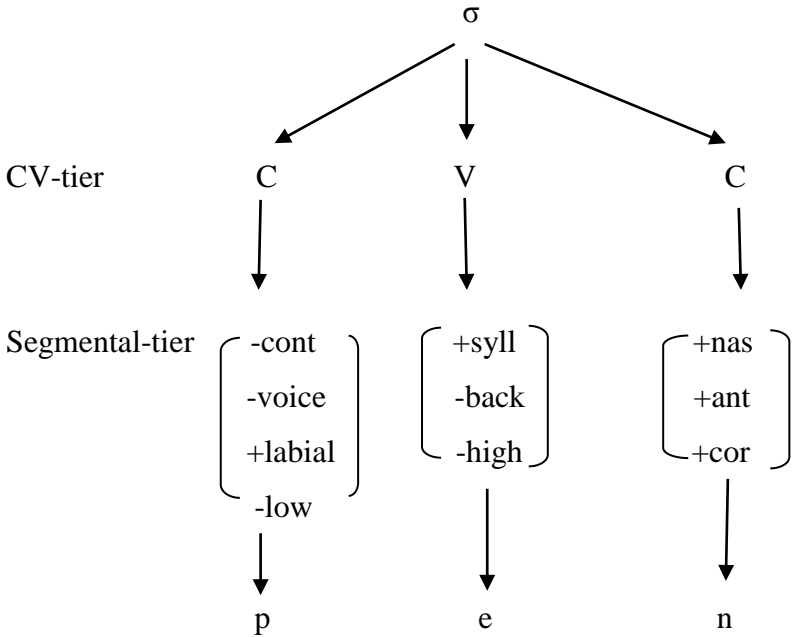 σ
CV-tier C V C
Segmental-tier -cont +syll +nas
-voice -back +ant
+labial -high +cor
-low
p e n